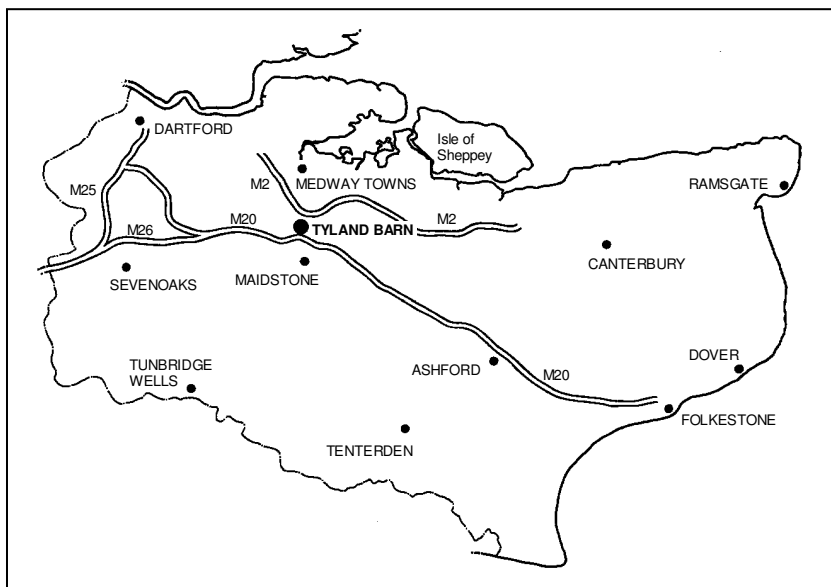 DARTFORD
Isle of
Sheppey
MEDWAY TOWNS
RAMSGATE
M25
M2
M2
M20
TYLAND BARN
M26
CANTERBURY
SEVENOAKS
MAIDSTONE
DOVER
TUNBRIDGE
WELLS
ASHFORD
M20
FOLKESTONE
TENTERDEN